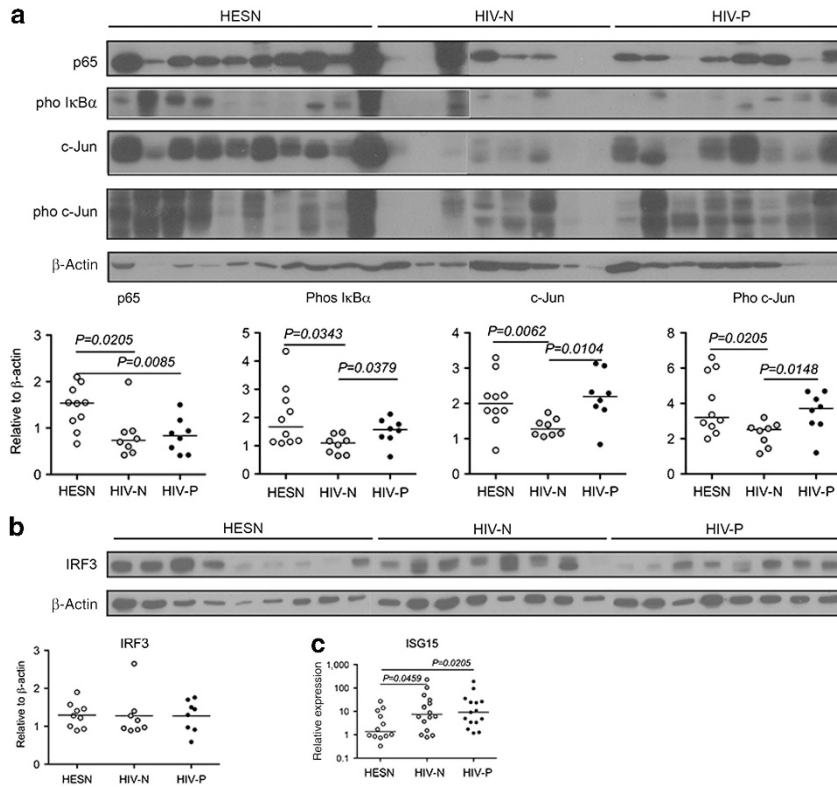 a
HESN HIV-N HIV-P
p65
pho IκBα
c-Jun
pho c-Jun
β-Actin
p65 Phos IκBα c-Jun Pho c-Jun
Relative to β-actin
3
2
1
0
P=0.0205
P=0.0085
HESN HIV-N HIV-P
5
4
3
2
1
0
P=0.0343
P=0.0379
HESN HIV-N HIV-P
4
3
2
1
0
P=0.0062
P=0.0104
HESN HIV-N HIV-P
8
6
4
2
0
P=0.0205
P=0.0148
HESN HIV-N HIV-P
b
HESN HIV-N HIV-P
IRF3
β-Actin
IRF3
Relative to β-actin
3
2
1
0
HESN HIV-N HIV-P
c
ISG15
Relative expression
1,000
100
10
1
0.1
P=0.0205
P=0.0459
HESN HIV-N HIV-P